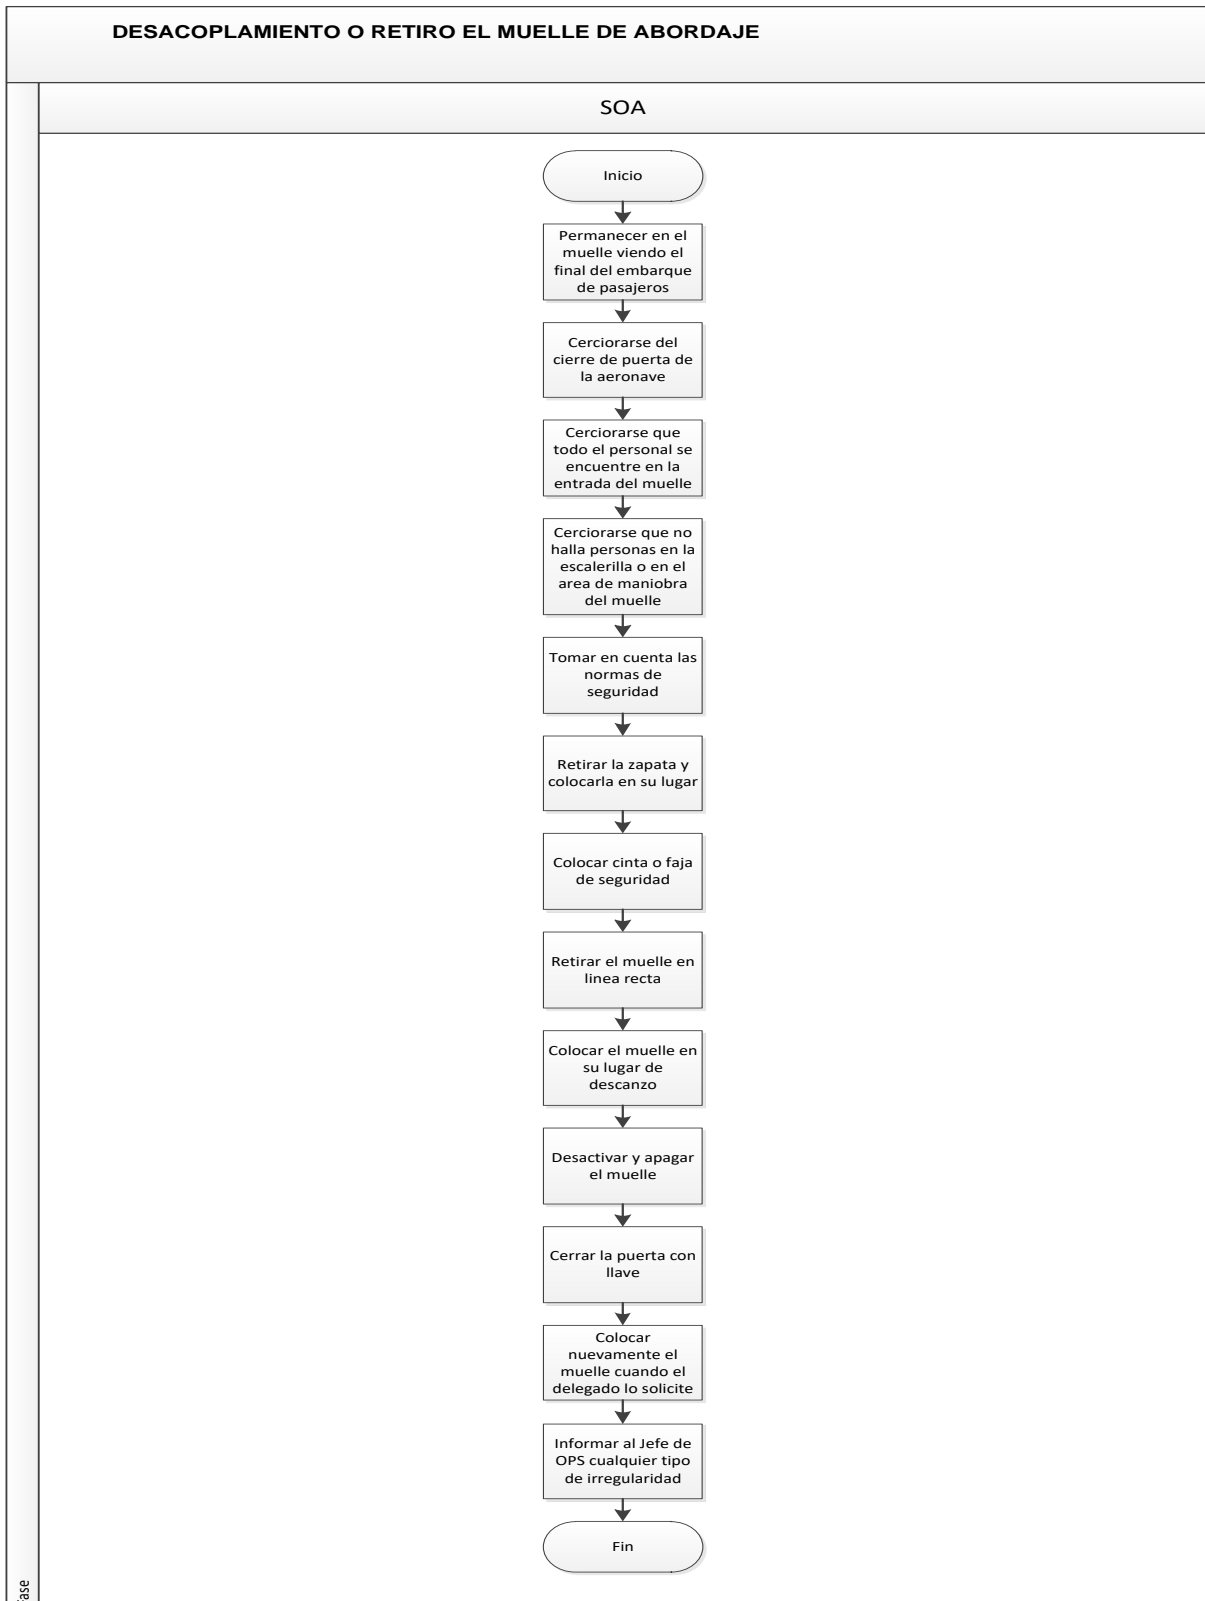 DESACOPLAMIENTO O RETIRO EL MUELLE DE ABORDAJE
SOA
Inicio
Permanecer en el
muelle viendo el
final del embarque
de pasajeros
Cerciorarse del
cierre de puerta de
la aeronave
Cerciorarse que
todo el personal se
encuentre en la
entrada del muelle
Cerciorarse que no
halla personas en la
escalerilla o en el
area de maniobra
del muelle
Tomar en cuenta las
normas de
seguridad
Retirar la zapata y
colocarla en su lugar
Colocar cinta o faja
de seguridad
Retirar el muelle en
linea recta
Colocar el muelle en
su lugar de
descanzo
Desactivar y apagar
el muelle
Cerrar la puerta con
llave
Colocar
nuevamente el
muelle cuando el
delegado lo solicite
Informar al Jefe de
OPS cualquier tipo
de irregularidad
Fin